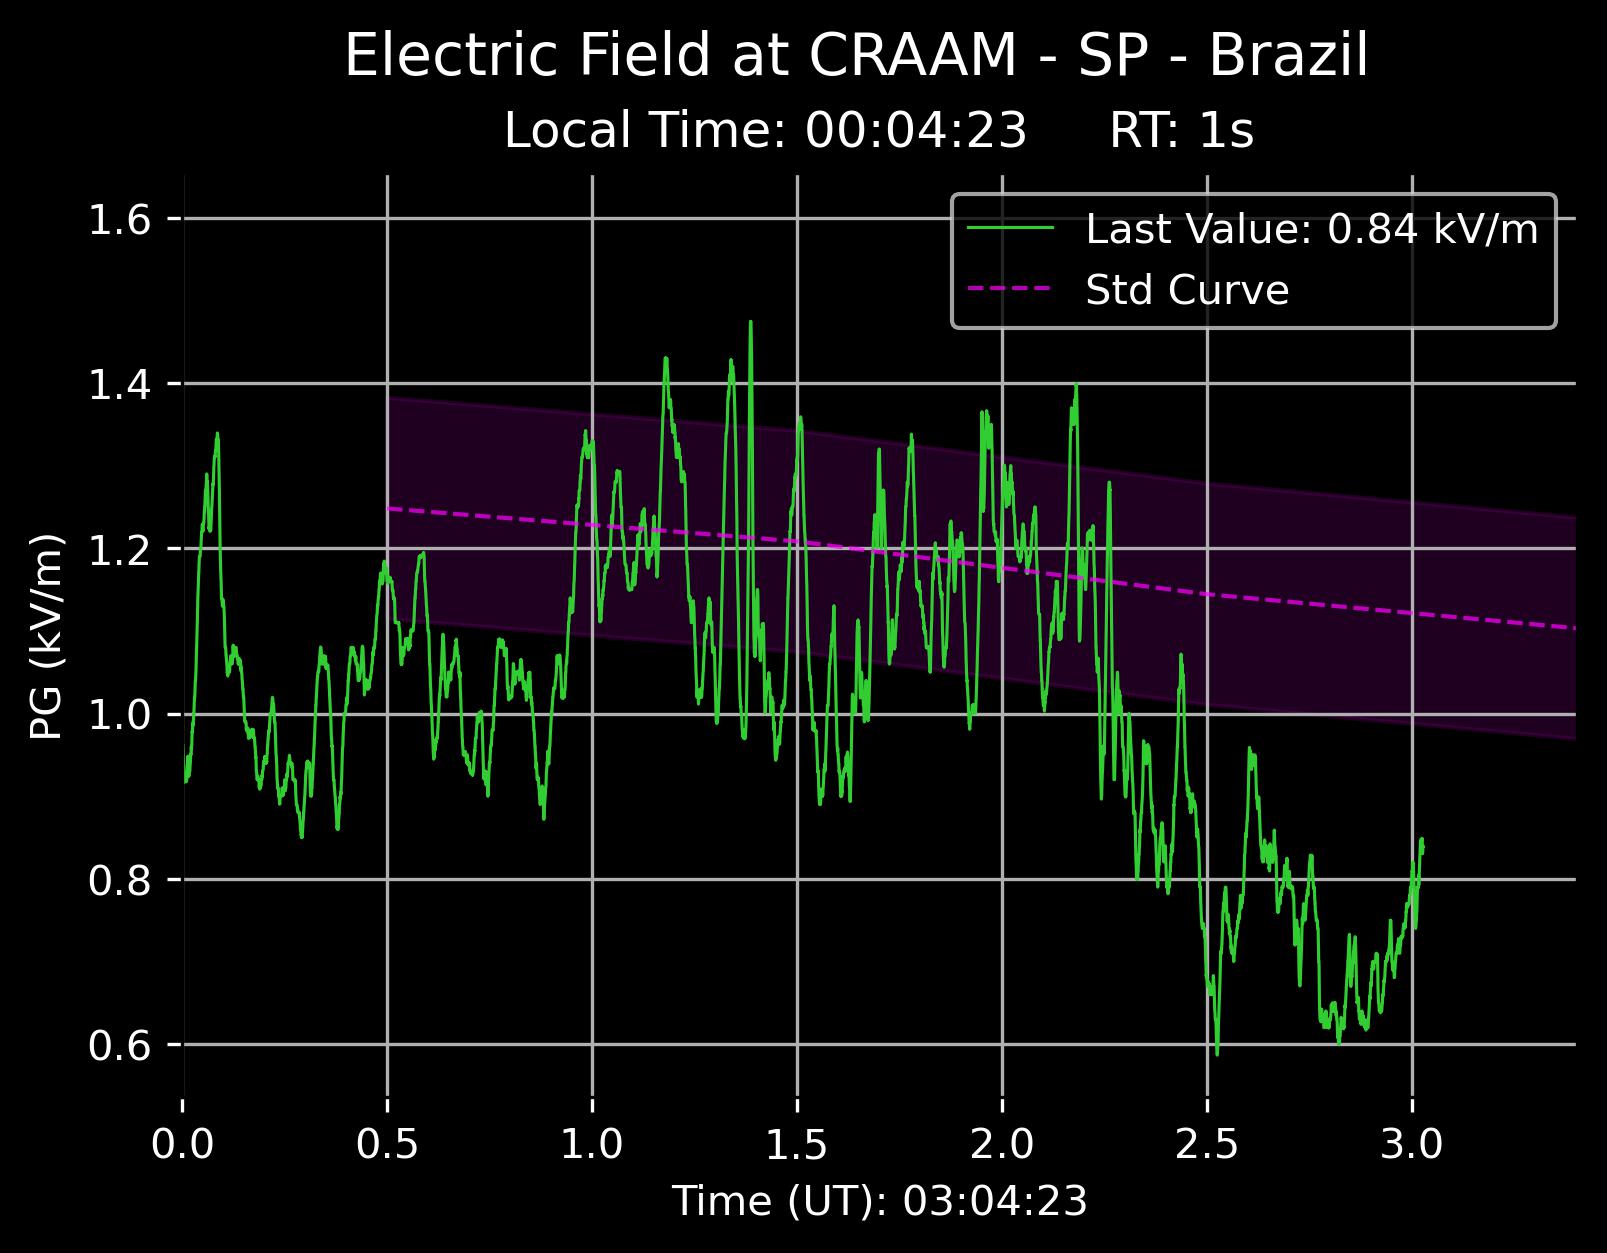 Electric Field at CRAAM - SP - Brazil
Local Time: 00:04:23 RT: 1s
Last Value: 0.84 kV/m
Std Curve
PG (kV/m)
1.6
1.4
1.2
1.0
0.8
0.6
0.0 0.5 1.0 1.5 2.0 2.5 3.0
Time (UT): 03:04:23